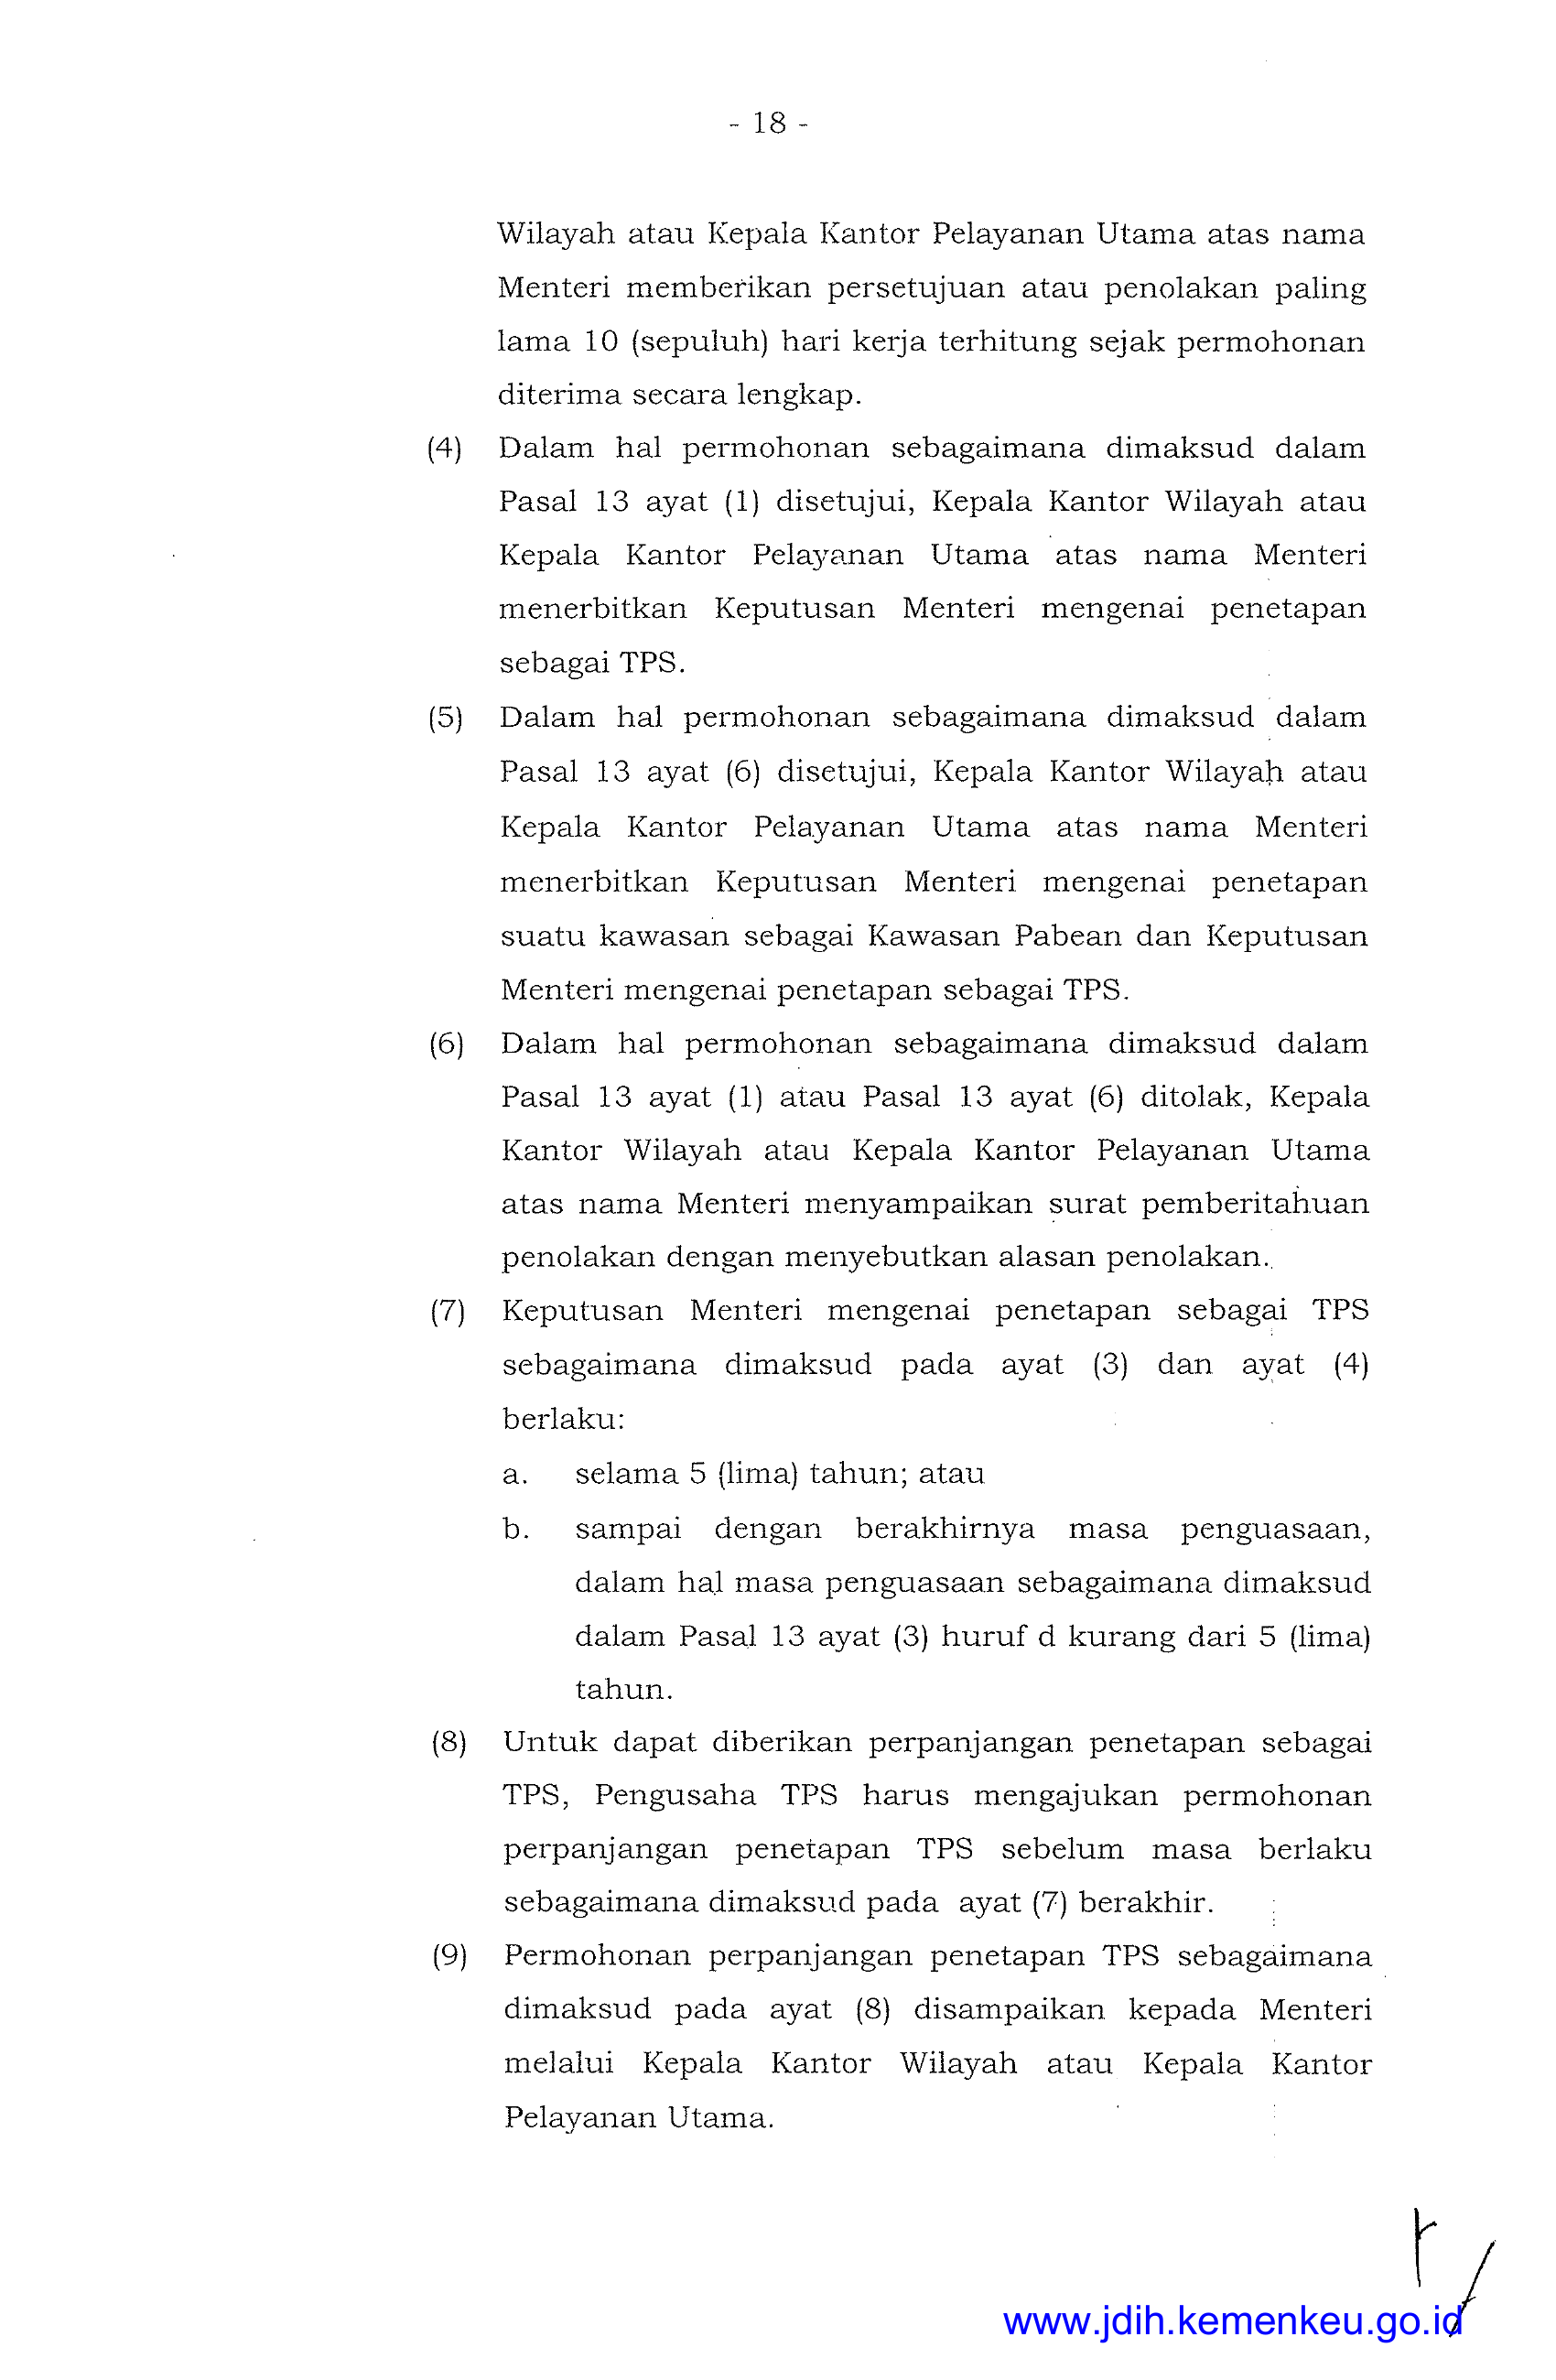 - 18 -
Wilayah atau Kepala Kantor Pelayanan Utama atas nama
Menteri memberikan persetujuan atau penolakan paling
lama 10 (sepuluh) hari kerja terhitung sejak permohonan
diterima secara lengkap.
(4) Dalam hal permohonan sebagaimana dimaksud dalam
Pasal 13 ayat (1) disetujui, Kepala Kantor Wilayah atau
Kepala Kantor Pelayanan Utama atas nama Menteri
menerbitkan Keputusan Menteri mengenai penetapan
sebagai TPS.
(5) Dalam hal permohonan sebagaimana dimaksud dalam
Pasal 13 ayat (6) disetujui, Kepala Kantor Wilayah atau
Kepala Kantor Pelayanan Utama atas nama Menteri
menerbitkan Keputusan Menteri mengenai penetapan
suatu kawasan sebagai Kawasan Pabean dan Keputusan
Menteri mengenai penetapan sebagai TPS.
(6) Dalam hal permohonan sebagaimana dimaksud dalam
Pasal 13 ayat (1) atau Pasal 13 ayat (6) ditolak, Kepala
Kantor Wilayah atau Kepala Kantor Pelayanan Utama
atas nama Menteri menyampaikan surat pemberitahuan
penolakan dengan menyebutkan alasan penolakan.
(7) Keputusan Menteri mengenai penetapan sebagai TPS
sebagaimana dimaksud pada ayat (3) dan ayat (4)
berlaku:
a. selama 5 (lima) tahun; atau
b. sampai dengan berakhirnya masa penguasaan,
dalam hal masa penguasaan sebagaimana dimaksud
dalam Pasal 13 ayat (3) huruf d kurang dari 5 (lima)
tahun.
(8) Untuk dapat diberikan perpanjangan penetapan sebagai
TPS, Pengusaha TPS harus mengajukan permohonan
perpanjangan penetapan TPS sebelum masa berlaku
sebagaimana dimaksud pada ayat (7) berakhir.
(9) Permohonan perpanjangan penetapan TPS sebagaimana
dimaksud pada ayat (8) disampaikan kepada Menteri
melalui Kepala Kantor Wilayah atau Kepala Kantor
Pelayanan Utama.
www.jdih.kemenkeu.go.id